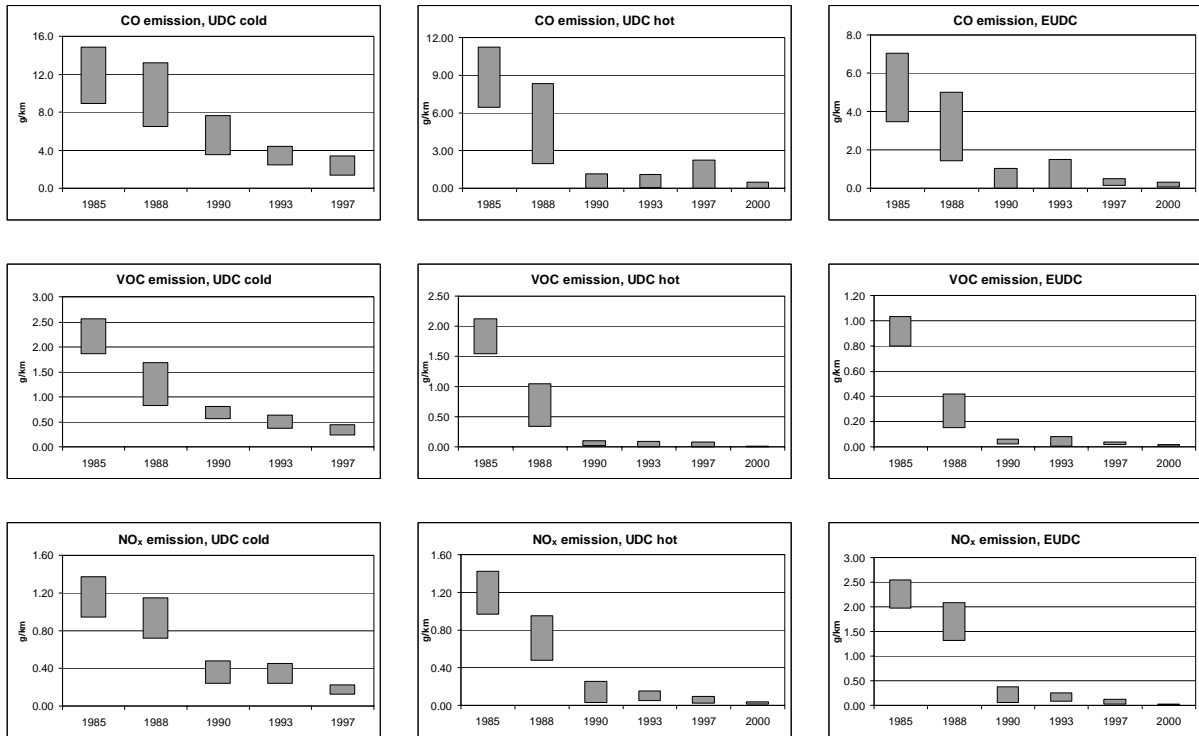 CO emission, UDC cold
16.0
12.0
8.0
4.0
0.0
g/km
1985 1988 1990 1993 1997
CO emission, UDC hot
12.00
9.00
6.00
3.00
0.00
g/km
1985 1988 1990 1993 1997 2000
CO emission, EUDC
8.0
6.0
4.0
2.0
0.0
g/km
1985 1988 1990 1993 1997 2000
VOC emission, UDC cold
3.00
2.50
2.00
1.50
1.00
0.50
0.00
g/km
1985 1988 1990 1993 1997
VOC emission, UDC hot
2.50
2.00
1.50
1.00
0.50
0.00
g/km
1985 1988 1990 1993 1997 2000
VOC emission, EUDC
1.20
1.00
0.80
0.60
0.40
0.20
0.00
g/km
1985 1988 1990 1993 1997 2000
NOₓ emission, UDC cold
1.60
1.20
0.80
0.40
0.00
g/km
1985 1988 1990 1993 1997
NOₓ emission, UDC hot
1.60
1.20
0.80
0.40
0.00
g/km
1985 1988 1990 1993 1997 2000
NOₓ emission, EUDC
3.00
2.50
2.00
1.50
1.00
0.50
0.00
g/km
1985 1988 1990 1993 1997 2000